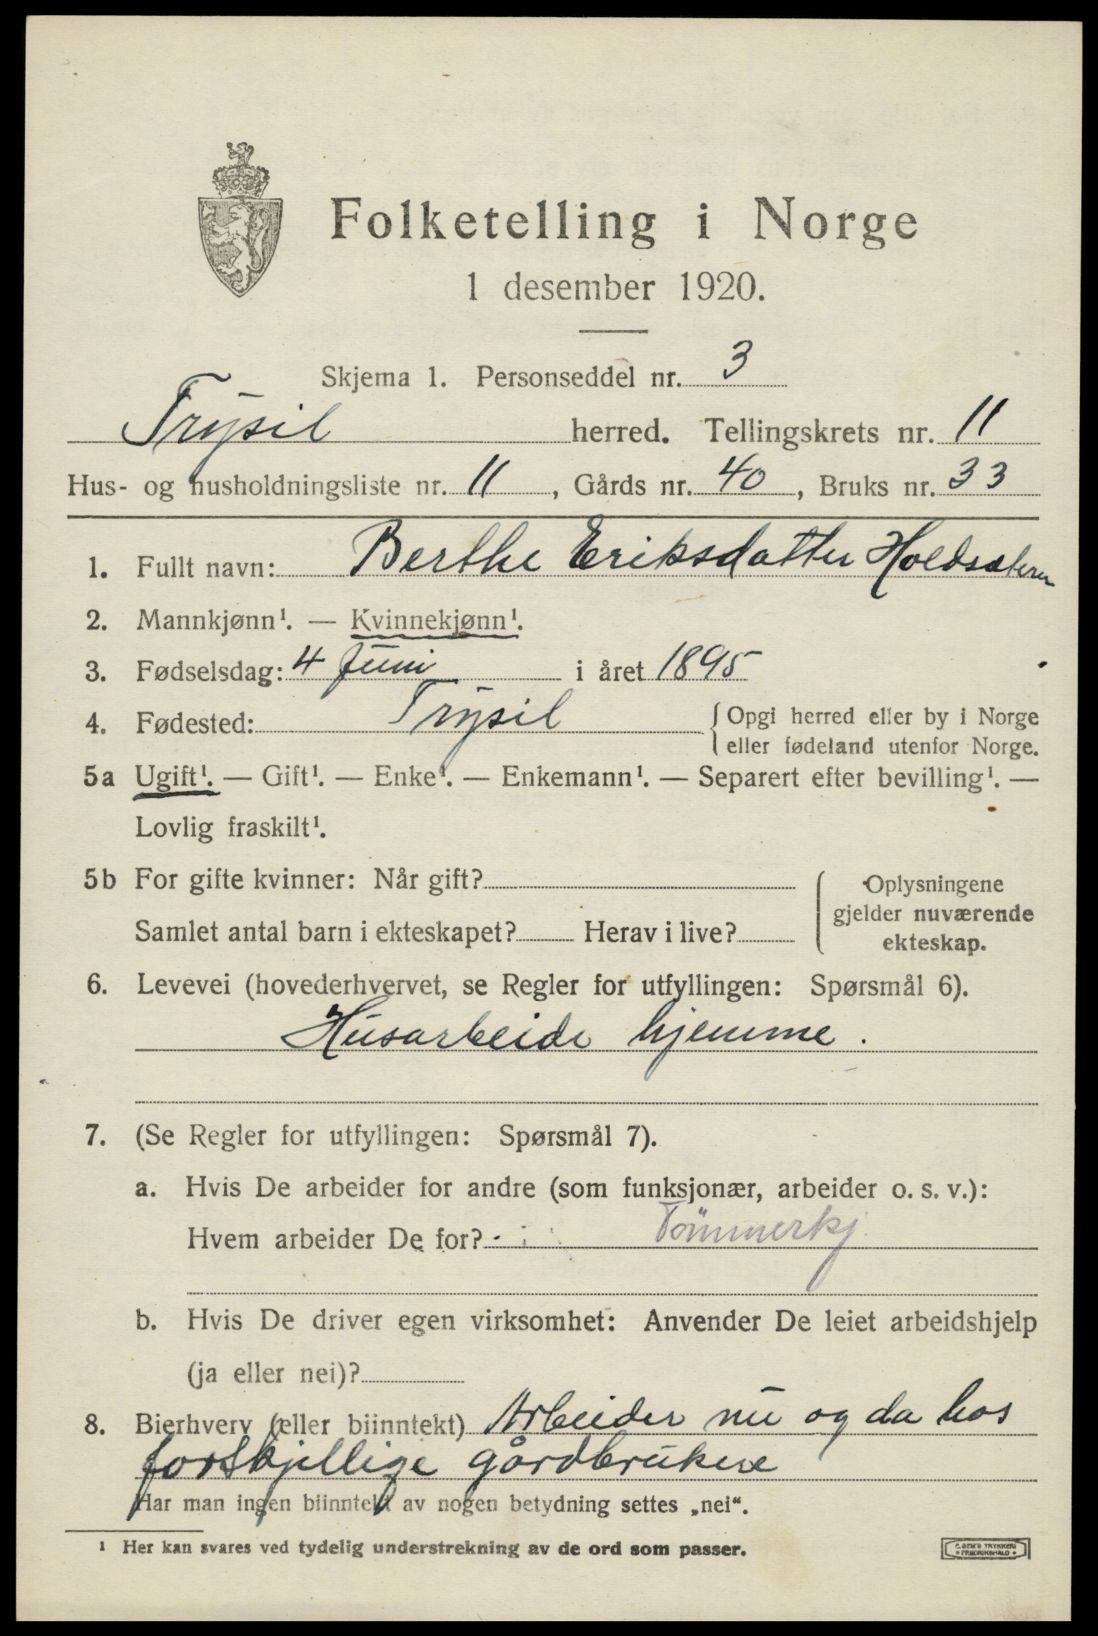 Folketelling i Norge
1 desember 1920.
Skjema 1. Personseddel nr. 3
Trysil herred. Tellingskrets nr. 11
Hus- og husholdningsliste nr. 11, Gårds nr. 40, Bruks nr. 33
1. Fullt navn: Berthe Eriksdatter Holdsæteren
2. Mannkjønn¹. — Kvinnekjønn¹.
3. Fødselsdag: 4 Juni i året 1895
4. Fødested: Trysil { Opgi herred eller by i Norge
eller fødeland utenfor Norge.
5a Ugift¹. — Gift¹. — Enke¹. — Enkemann¹. — Separert efter bevilling¹. —
Lovlig fraskilt¹.
5b For gifte kvinner: Når gift?
Samlet antal barn i ekteskapet? Herav i live?
{ Oplysningene
gjelder nuværende
ekteskap.
6. Levevei (hovederhvervet, se Regler for utfyllingen: Spørsmål 6).
Husarbeide hjemme.
7. (Se Regler for utfyllingen: Spørsmål 7).
a. Hvis De arbeider for andre (som funksjonær, arbeider o. s. v.):
Hvem arbeider De for? Tömmerkj
b. Hvis De driver egen virksomhet: Anvender De leiet arbeidshjelp
(ja eller nei)?
8. Bierhverv (eller biinntekt) Arbeider nu og da hos
forskjellige gårdbrukere
Har man ingen biinntekt av nogen betydning settes „nei“.
¹ Her kan svares ved tydelig understrekning av de ord som passer.